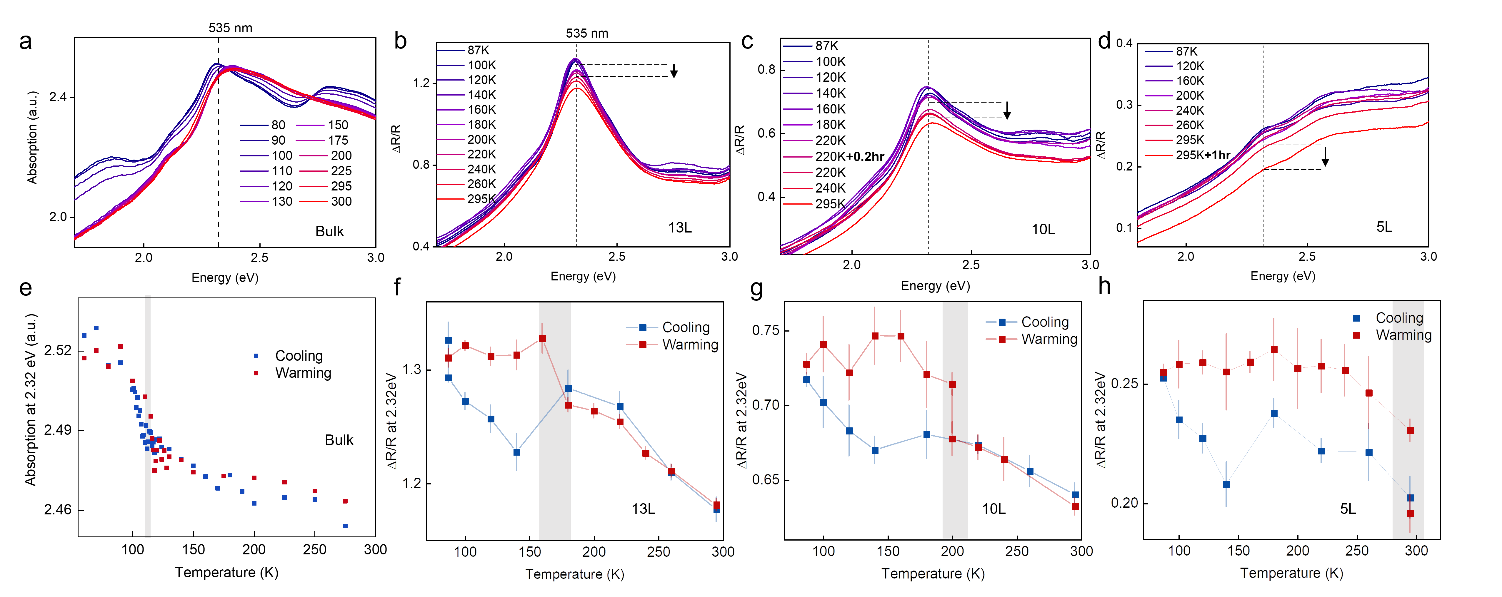 a
535 nm
Absorption (a.u.)
2.4
2.0
80 150
90 175
100 200
110 225
120 295
130 300
Bulk
2.0 2.5 3.0
Energy (eV)
b
535 nm
ΔR/R
1.2
0.8
0.4
87K
100K
120K
140K
160K
180K
200K
220K
240K
260K
295K
13L
2.0 2.5 3.0
Energy (eV)
c
ΔR/R
0.8
0.6
0.4
87K
100K
120K
140K
160K
180K
220K
220K+0.2hr
220K
240K
295K
10L
2.0 2.5 3.0
Energy (eV)
d
ΔR/R
0.4
0.3
0.2
0.1
87K
120K
160K
200K
240K
260K
295K
295K+1hr
5L
2.0 2.5 3.0
Energy (eV)
e
Absorption at 2.32 eV (a.u.)
2.52
2.49
2.46
Cooling
Warming
Bulk
100 150 200 250 300
Temperature (K)
f
ΔR/R at 2.32eV
1.3
1.2
Cooling
Warming
13L
100 150 200 250 300
Temperature (K)
g
ΔR/R at 2.32eV
0.75
0.70
0.65
Cooling
Warming
10L
100 150 200 250 300
Temperature (K)
h
ΔR/R at 2.32eV
0.25
0.20
Cooling
Warming
5L
100 150 200 250 300
Temperature (K)